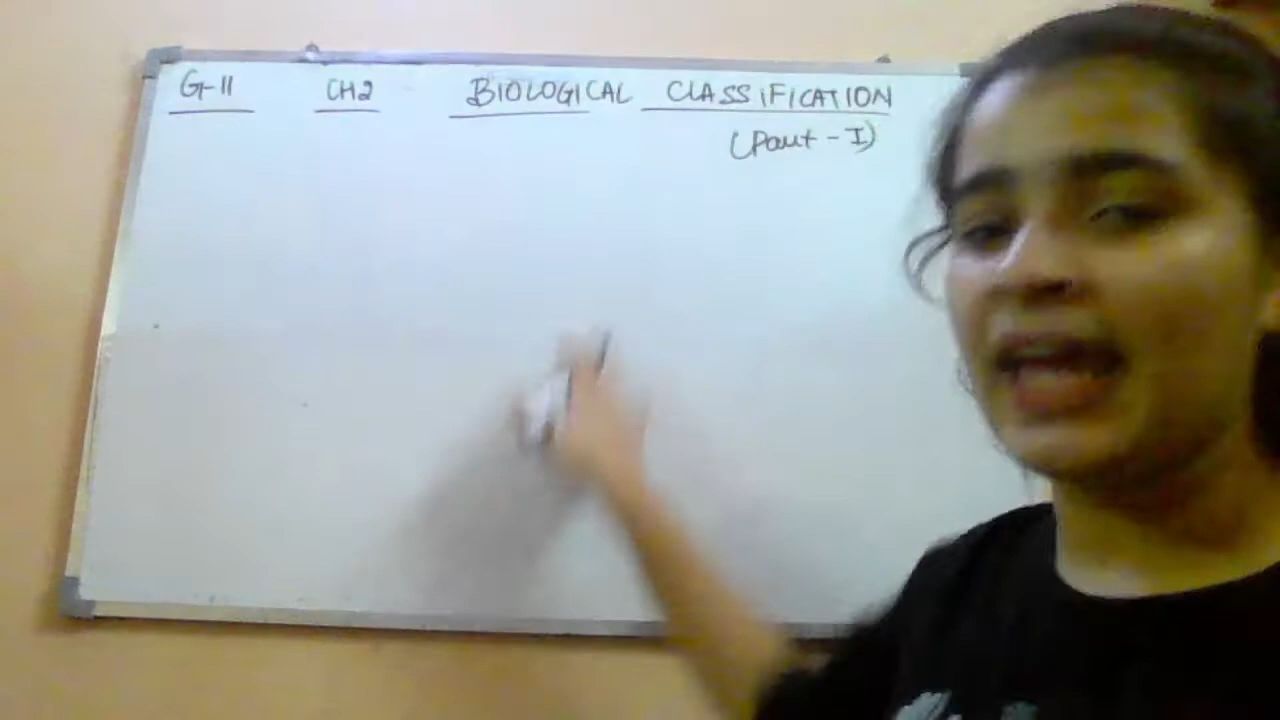 G-11 CH2 BIOLOGICAL CLASSIFICATION
(Part - I)